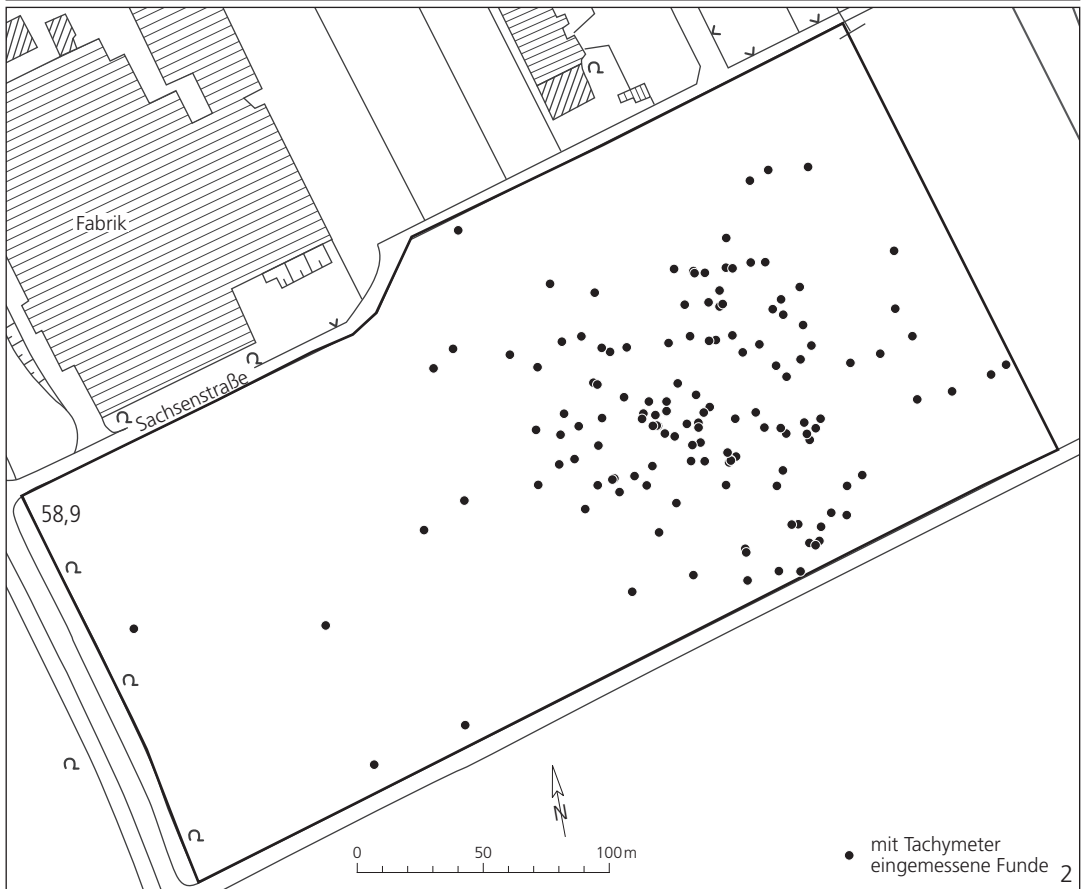 Fabrik
Sachsenstraße
58,9
N
0 50 100 m
mit Tachymeter
eingemessene Funde
2